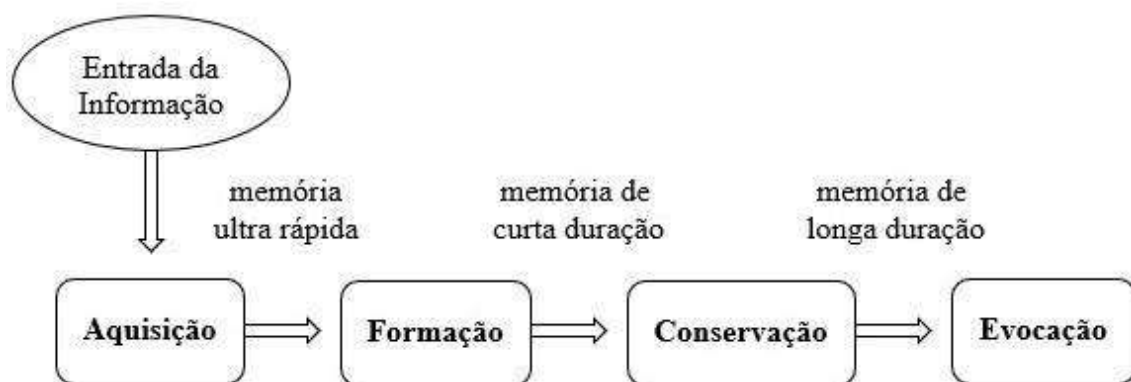 Entrada da
Informação
memória
ultra rápida
memória de
curta duração
memória de
longa duração
Aquisição
Formação
Conservação
Evocação